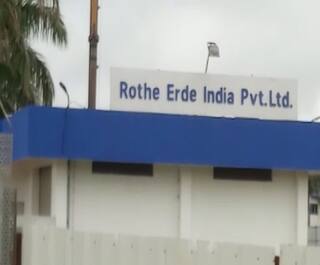 Rothe Erde India Pvt.Ltd.